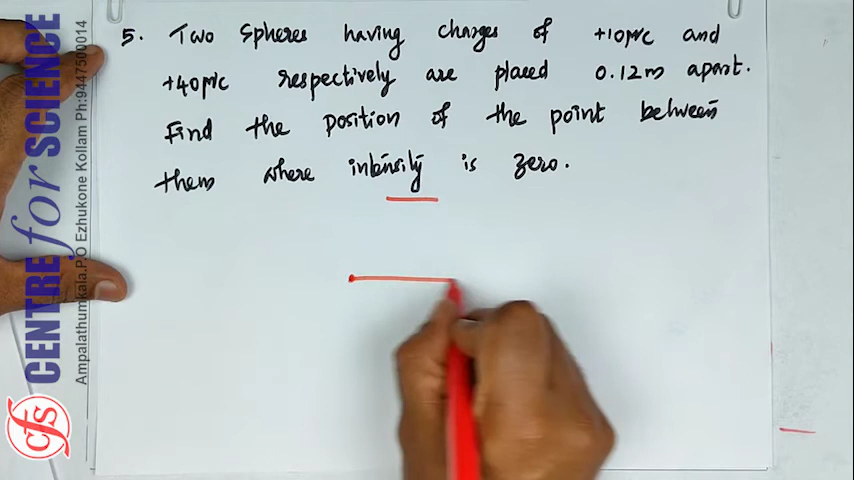 5. Two spheres having charges of +10μc and
+40μc respectively are placed 0.12m apart.
Find the position of the point between
them where intensity is zero.
CENTRE for SCIENCE
Ampalathumkala.P.O Ezhukone Kollam Ph:9447500014
cfs